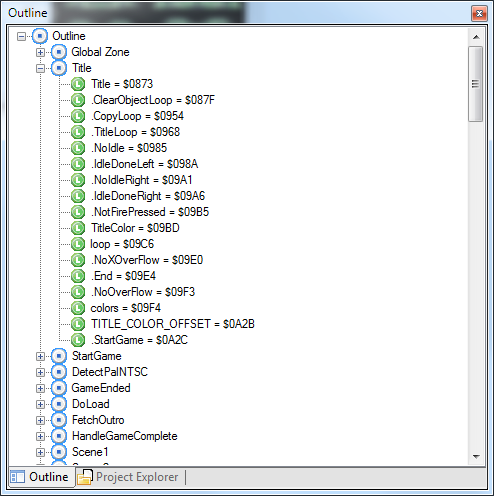 Outline
Outline
Global Zone
Title
Title = $0873
.ClearObjectLoop = $087F
.CopyLoop = $0954
.TitleLoop = $0968
.NoIdle = $0985
.IdleDoneLeft = $098A
.NoIdleRight = $09A1
.IdleDoneRight = $09A6
.NotFirePressed = $09B5
TitleColor = $09BD
loop = $09C6
.NoXOverFlow = $09E0
.End = $09E4
.NoOverFlow = $09F3
colors = $09F4
TITLE_COLOR_OFFSET = $0A2B
.StartGame = $0A2C
StartGame
DetectPalNTSC
GameEnded
DoLoad
FetchOutro
HandleGameComplete
Scene1
Outline Project Explorer